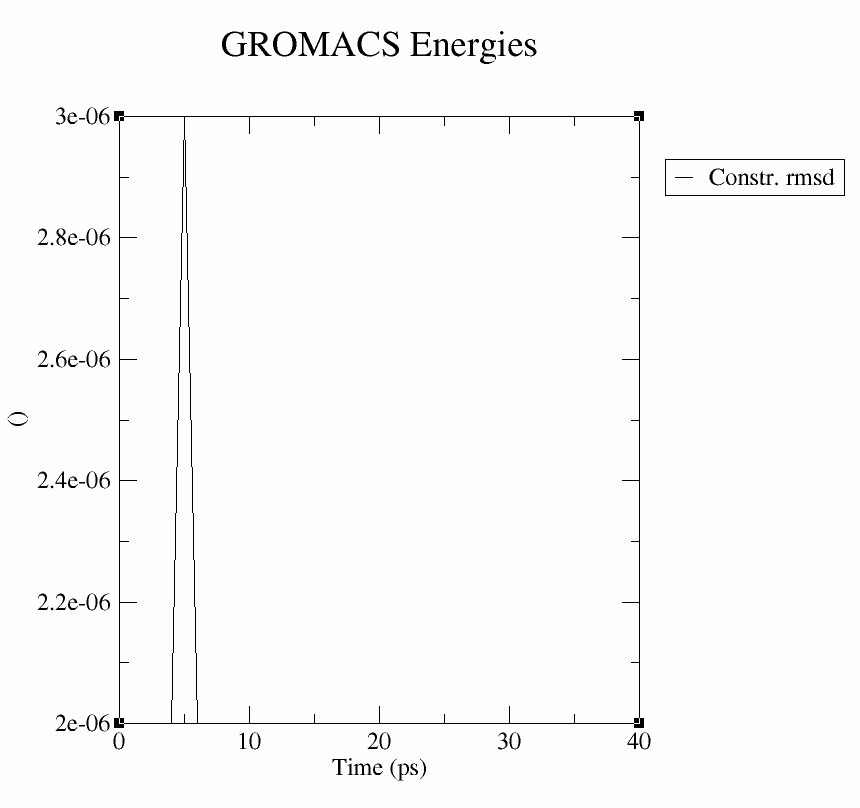 GROMACS Energies
3e-06
Constr. rmsd
2.8e-06
2.6e-06
()
2.4e-06
2.2e-06
2e-06
0 10 20 30 40
Time (ps)